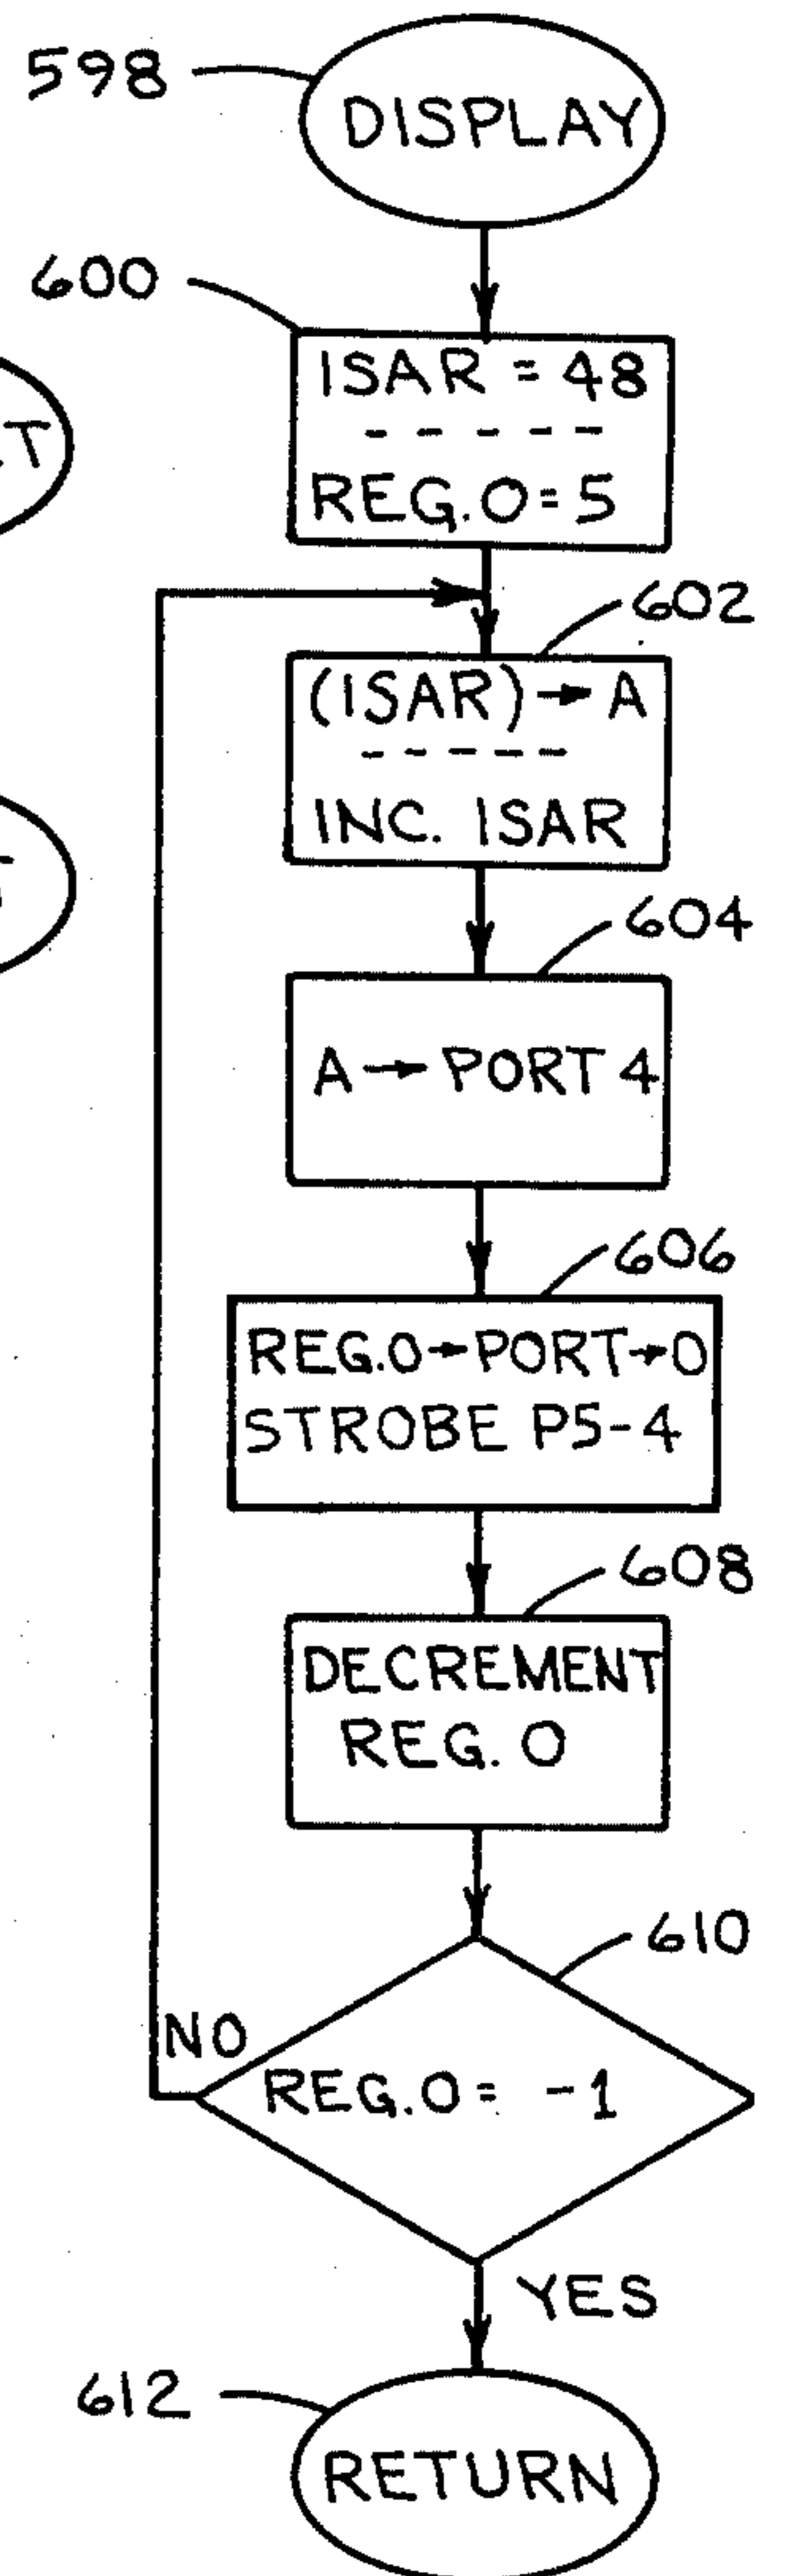 598
DISPLAY
600
ISAR = 48
- - - - -
REG.0=5
602
(ISAR)→A
- - - - -
INC. ISAR
604
A→PORT 4
606
REG.0→PORT→0
STROBE P5-4
608
DECREMENT
REG. 0
610
NO
REG.0= -1
YES
612
RETURN
T